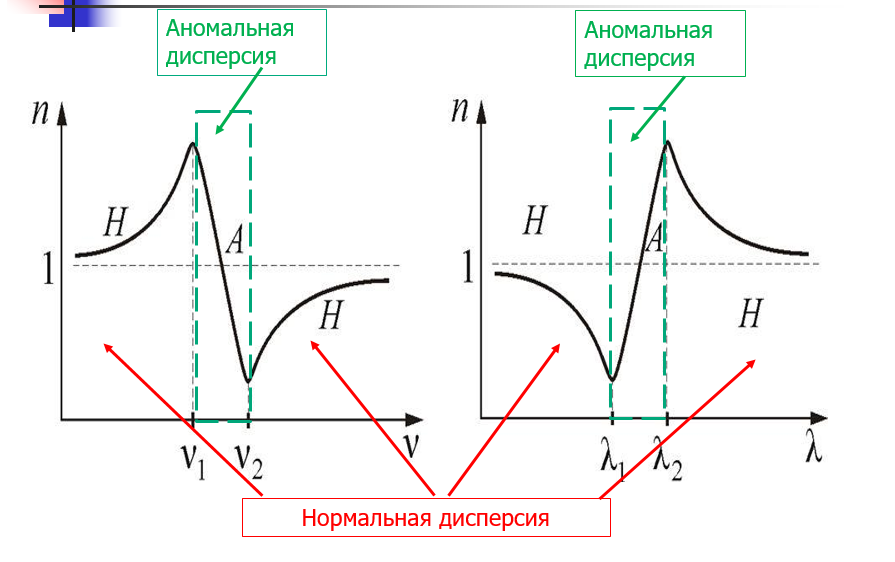 Аномальная
дисперсия
Аномальная
дисперсия
n
H
A
1
H
ν₁
ν₂
ν
n
H
A
1
H
λ₁
λ₂
λ
Нормальная дисперсия